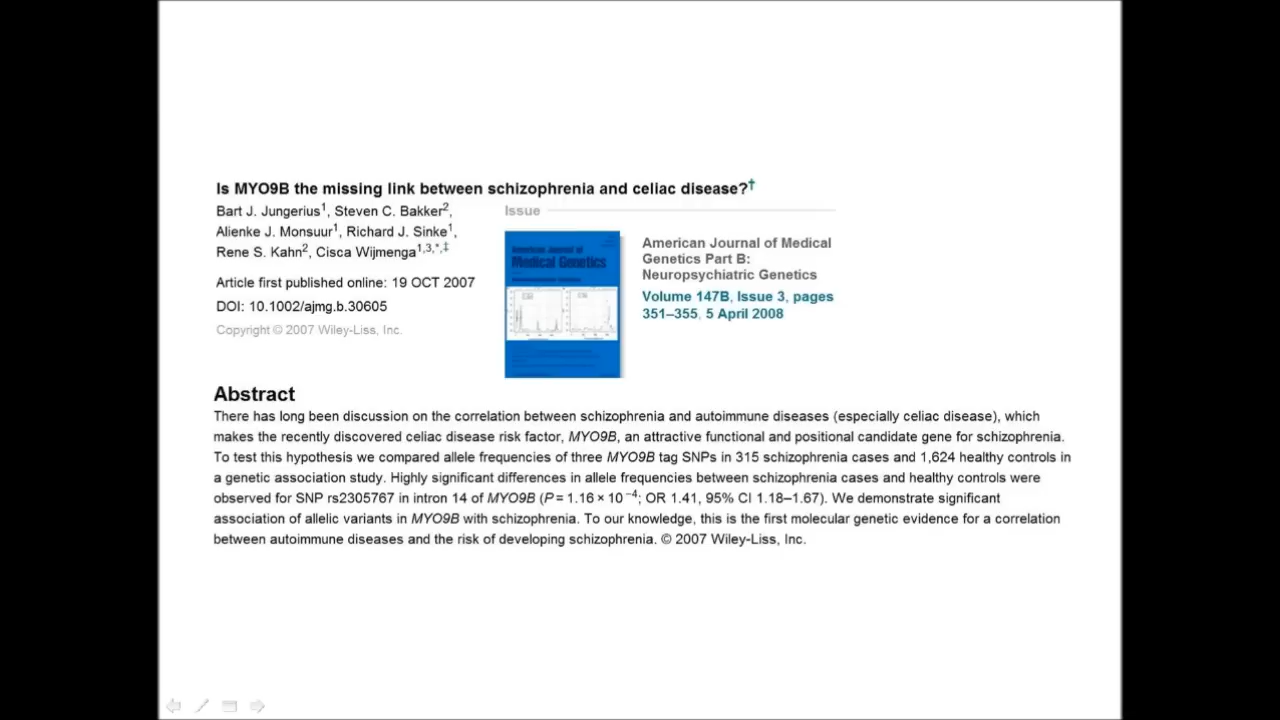 Is MYO9B the missing link between schizophrenia and celiac disease?†
Bart J. Jungerius1, Steven C. Bakker2,
Alienke J. Monsuur1, Richard J. Sinke1,
Rene S. Kahn2, Cisca Wijmenga1,3,*,‡
Article first published online: 19 OCT 2007
DOI: 10.1002/ajmg.b.30605
Copyright © 2007 Wiley-Liss, Inc.
Issue
American Journal of
Medical Genetics
American Journal of Medical
Genetics Part B:
Neuropsychiatric Genetics
Volume 147B, Issue 3, pages
351–355, 5 April 2008
Abstract
There has long been discussion on the correlation between schizophrenia and autoimmune diseases (especially celiac disease), which
makes the recently discovered celiac disease risk factor, MYO9B, an attractive functional and positional candidate gene for schizophrenia.
To test this hypothesis we compared allele frequencies of three MYO9B tag SNPs in 315 schizophrenia cases and 1,624 healthy controls in
a genetic association study. Highly significant differences in allele frequencies between schizophrenia cases and healthy controls were
observed for SNP rs2305767 in intron 14 of MYO9B (P = 1.16 × 10 −4; OR 1.41, 95% CI 1.18–1.67). We demonstrate significant
association of allelic variants in MYO9B with schizophrenia. To our knowledge, this is the first molecular genetic evidence for a correlation
between autoimmune diseases and the risk of developing schizophrenia. © 2007 Wiley-Liss, Inc.